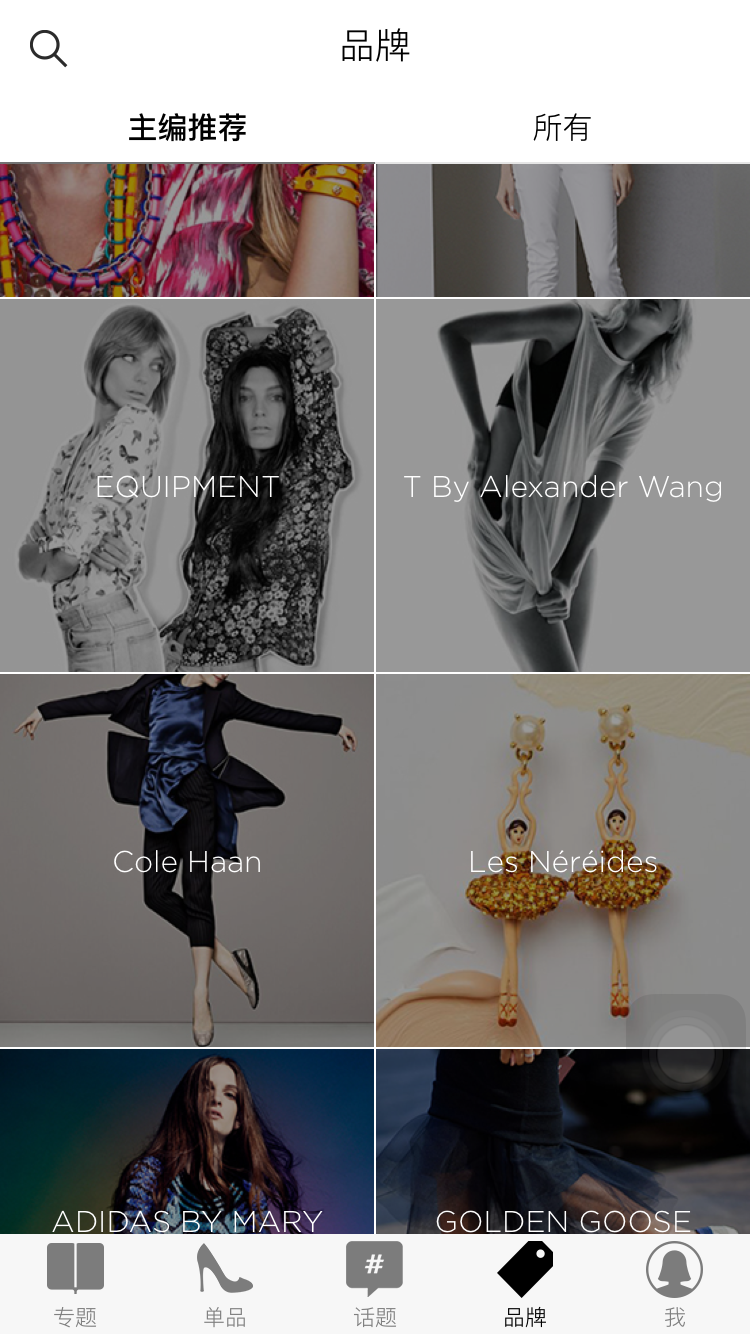 品牌
主编推荐
所有
EQUIPMENT
T By Alexander Wang
Cole Haan
Les Néréides
ADIDAS BY MARY
GOLDEN GOOSE
#
专题
单品
话题
品牌
我